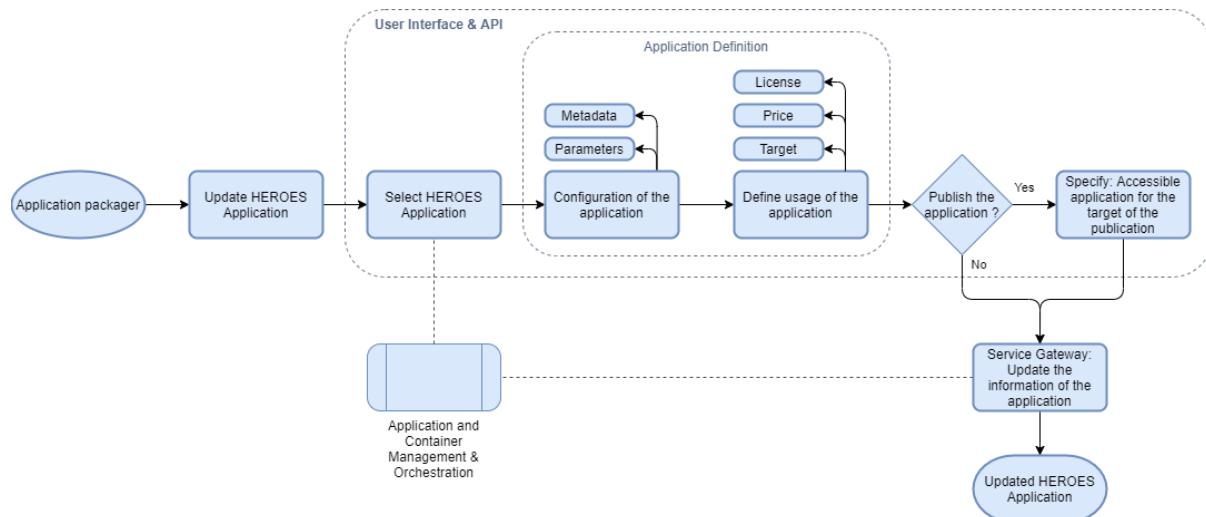 User Interface & API
Application Definition
License
Metadata
Price
Parameters
Target
Application packager
Update HEROES
Application
Select HEROES
Application
Configuration of the
application
Define usage of the
application
Publish the
application ?
Yes
Specify: Accessible
application for the
target of the
publication
No
Service Gateway:
Update the
information of the
application
Application and
Container
Management &
Orchestration
Updated HEROES
Application